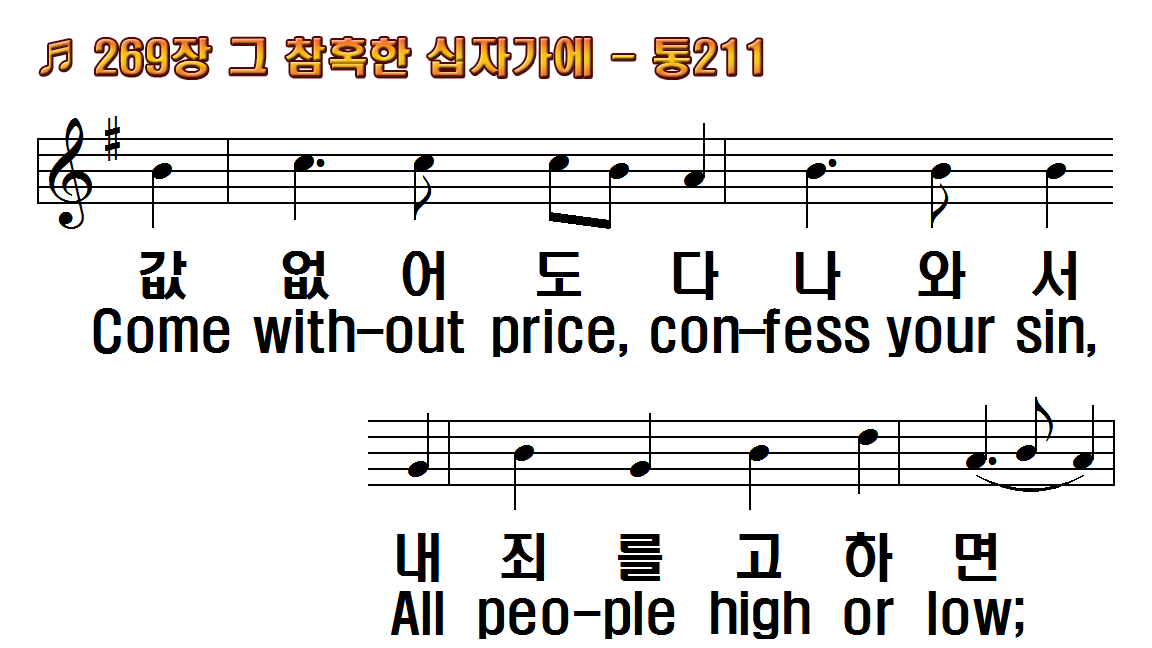 ♬ 269장 그 참혹한 십자가에 - 통211
값 없 어 도 다 나 와 서
Come with-out price, con-fess your sin,
내 죄 를 고 하 면
All peo-ple high or low;